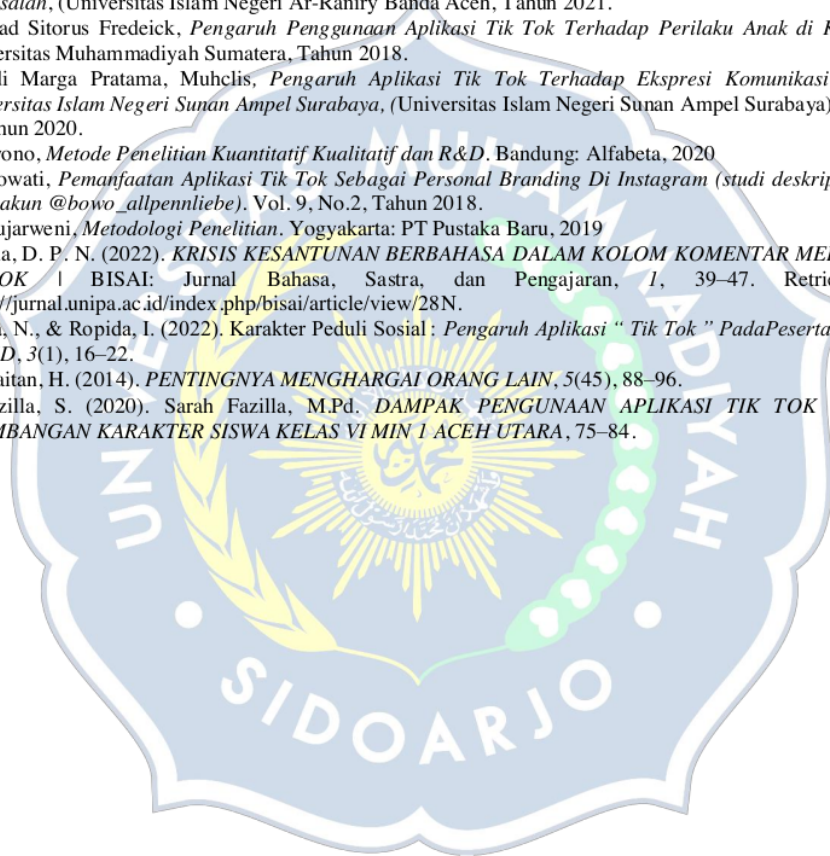 salah, (Universitas Islam Negeri Ar-Raniry Banda Aceh, Tahun 2021.
ad Sitorus Fredeick, Pengaruh Penggunaan Aplikasi Tik Tok Terhadap Perilaku Anak di K
ersitas Muhammadiyah Sumatera, Tahun 2018.
di Marga Pratama, Muhclis, Pengaruh Aplikasi Tik Tok Terhadap Ekspresi Komunikasi
ersitas Islam Negeri Sunan Ampel Surabaya, (Universitas Islam Negeri Sunan Ampel Surabaya)
hun 2020.
ono, Metode Penelitian Kuantitatif Kualitatif dan R&D. Bandung: Alfabeta, 2020
owati, Pemanfaatan Aplikasi Tik Tok Sebagai Personal Branding Di Instagram (studi deskrip
akun @bowo_allpennliebe). Vol. 9, No.2, Tahun 2018.
ujarweni, Metodologi Penelitian. Yogyakarta: PT Pustaka Baru, 2019
a, D. P. N. (2022). KRISIS KESANTUNAN BERBAHASA DALAM KOLOM KOMENTAR ME
OK | BISAI: Jurnal Bahasa, Sastra, dan Pengajaran, 1, 39–47. Retrie
//jurnal.unipa.ac.id/index.php/bisai/article/view/28N.
, N., & Ropida, I. (2022). Karakter Peduli Sosial : Pengaruh Aplikasi “ Tik Tok ” PadaPeserta
D, 3(1), 16–22.
aitan, H. (2014). PENTINGNYA MENGHARGAI ORANG LAIN, 5(45), 88–96.
zilla, S. (2020). Sarah Fazilla, M.Pd. DAMPAK PENGUNAAN APLIKASI TIK TOK
MBANGAN KARAKTER SISWA KELAS VI MIN 1 ACEH UTARA, 75–84.
UNIVERSITAS MUHAMMADIYAH
SIDOARJO